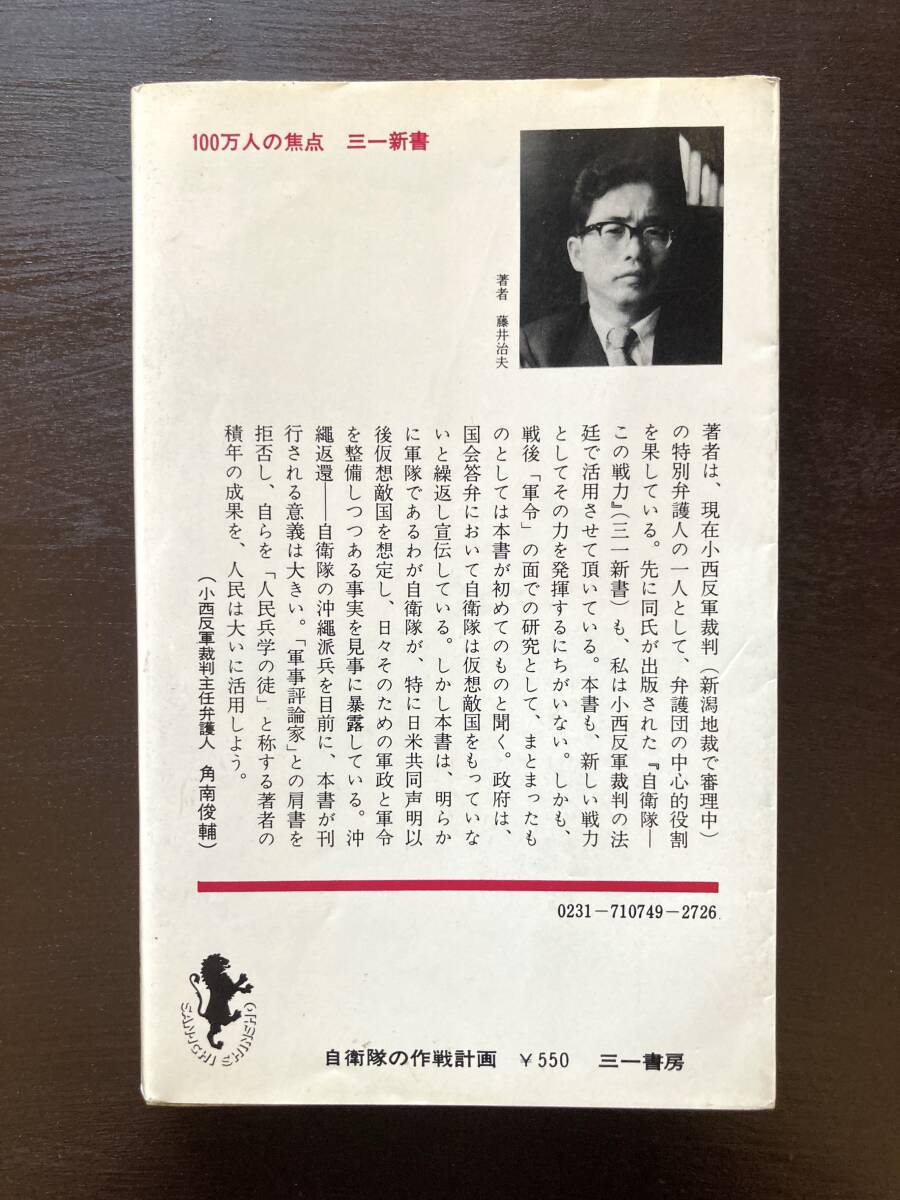 100万人の焦点　三一新書
著者　藤井治夫
著者は、現在小西反軍裁判（新潟地裁で審理中）
の特別弁護人の一人として、弁護団の中心的役割
を果している。先に同氏が出版された『自衛隊―
この戦力』（三一新書）も、私は小西反軍裁判の法
廷で活用させて頂いている。本書も、新しい戦力
としてその力を発揮するにちがいない。しかも、
戦後「軍令」の面での研究として、まとまったも
のとしては本書が初めてのものと聞く。政府は、
国会答弁において自衛隊は仮想敵国をもっていな
いと繰返し宣伝している。しかし本書は、明らか
に軍隊であるわが自衛隊が、特に日米共同声明以
後仮想敵国を想定し、日々そのための軍政と軍令
を整備しつつある事実を見事に暴露している。沖
繩返還――自衛隊の沖繩派兵を目前に、本書が刊
行される意義は大きい。「軍事評論家」との肩書を
拒否し、自らを「人民兵学の徒」と称する著者の
積年の成果を、人民は大いに活用しよう。
（小西反軍裁判主任弁護人　角南俊輔）
0231-710749-2726
SAN-ICHI SHINSHO
自衛隊の作戦計画　¥550　三一書房